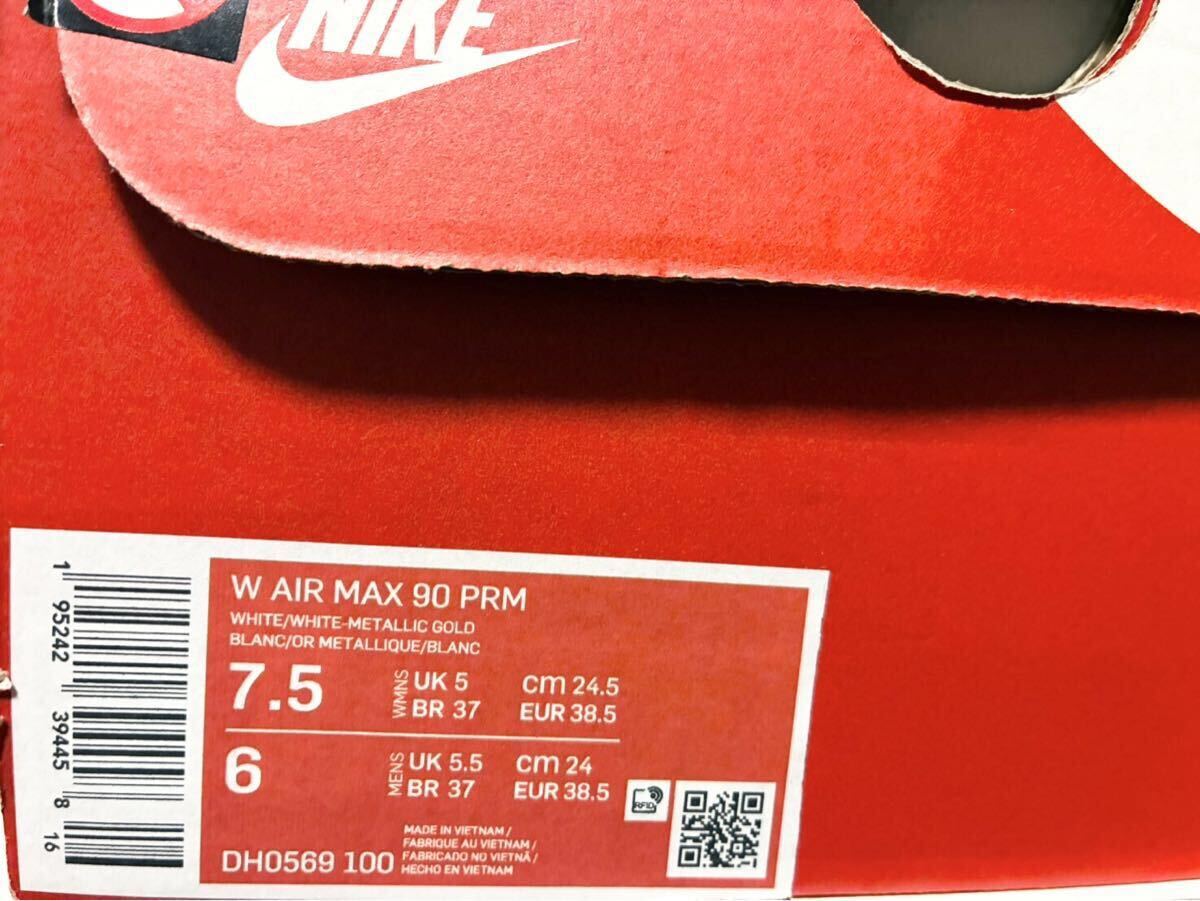 NIKE
W AIR MAX 90 PRM
WHITE/WHITE-METALLIC GOLD
BLANC/OR METALLIQUE/BLANC
7.5 WMNS UK 5 cm 24.5
BR 37 EUR 38.5
6 MENS UK 5.5 cm 24
BR 37 EUR 38.5
RFID
MADE IN VIETNAM /
FABRIQUE AU VIETNAM /
FABRICADO NO VIETNÃ /
HECHO EN VIETNAM
DH0569 100
1 95242 39445 8 16